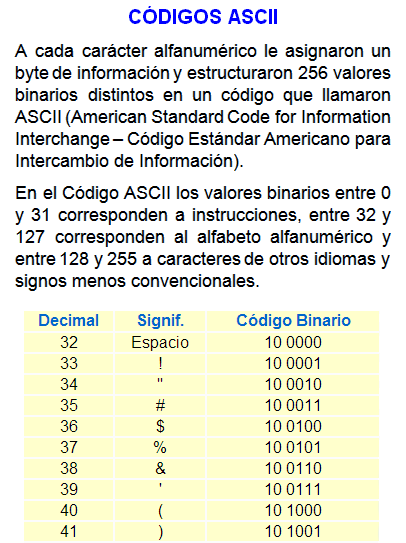 CÓDIGOS ASCII
A cada carácter alfanumérico le asignaron un
byte de información y estructuraron 256 valores
binarios distintos en un código que llamaron
ASCII (American Standard Code for Information
Interchange – Código Estándar Americano para
Intercambio de Información).
En el Código ASCII los valores binarios entre 0
y 31 corresponden a instrucciones, entre 32 y
127 corresponden al alfabeto alfanumérico y
entre 128 y 255 a caracteres de otros idiomas y
signos menos convencionales.
Decimal Signif. Código Binario
32 Espacio 10 0000
33 ! 10 0001
34 " 10 0010
35 # 10 0011
36 $ 10 0100
37 % 10 0101
38 & 10 0110
39 ' 10 0111
40 ( 10 1000
41 ) 10 1001